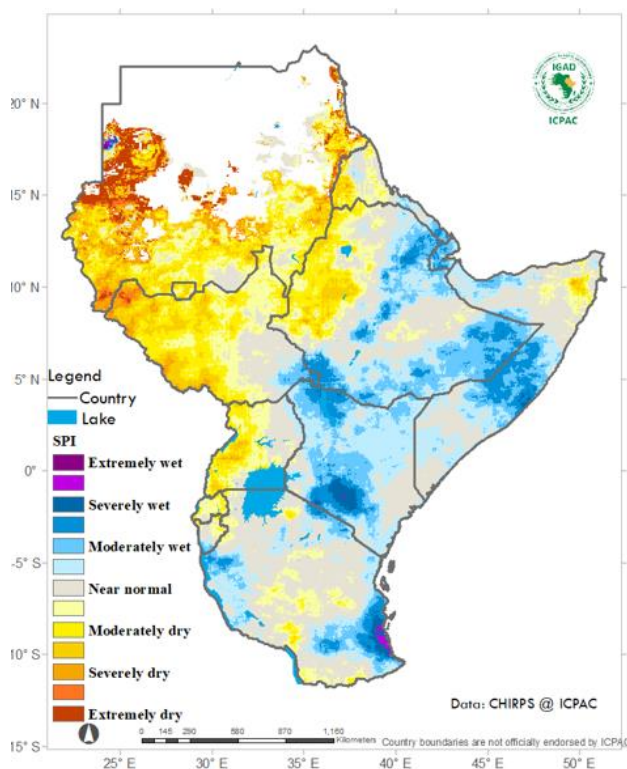 IGAD
ICPAC
20° N
15° N
10° N
5° N
0°
-5° S
10° S
15° S
Legend
Country
Lake
SPI
Extremely wet
Severely wet
Moderately wet
Near normal
Moderately dry
Severely dry
Extremely dry
Data: CHIRPS @ ICPAC
0 145 290 580 870 1,160
Kilometers
Country boundaries are not officially endorsed by ICPAC
25° E 30° E 35° E 40° E 45° E 50° E